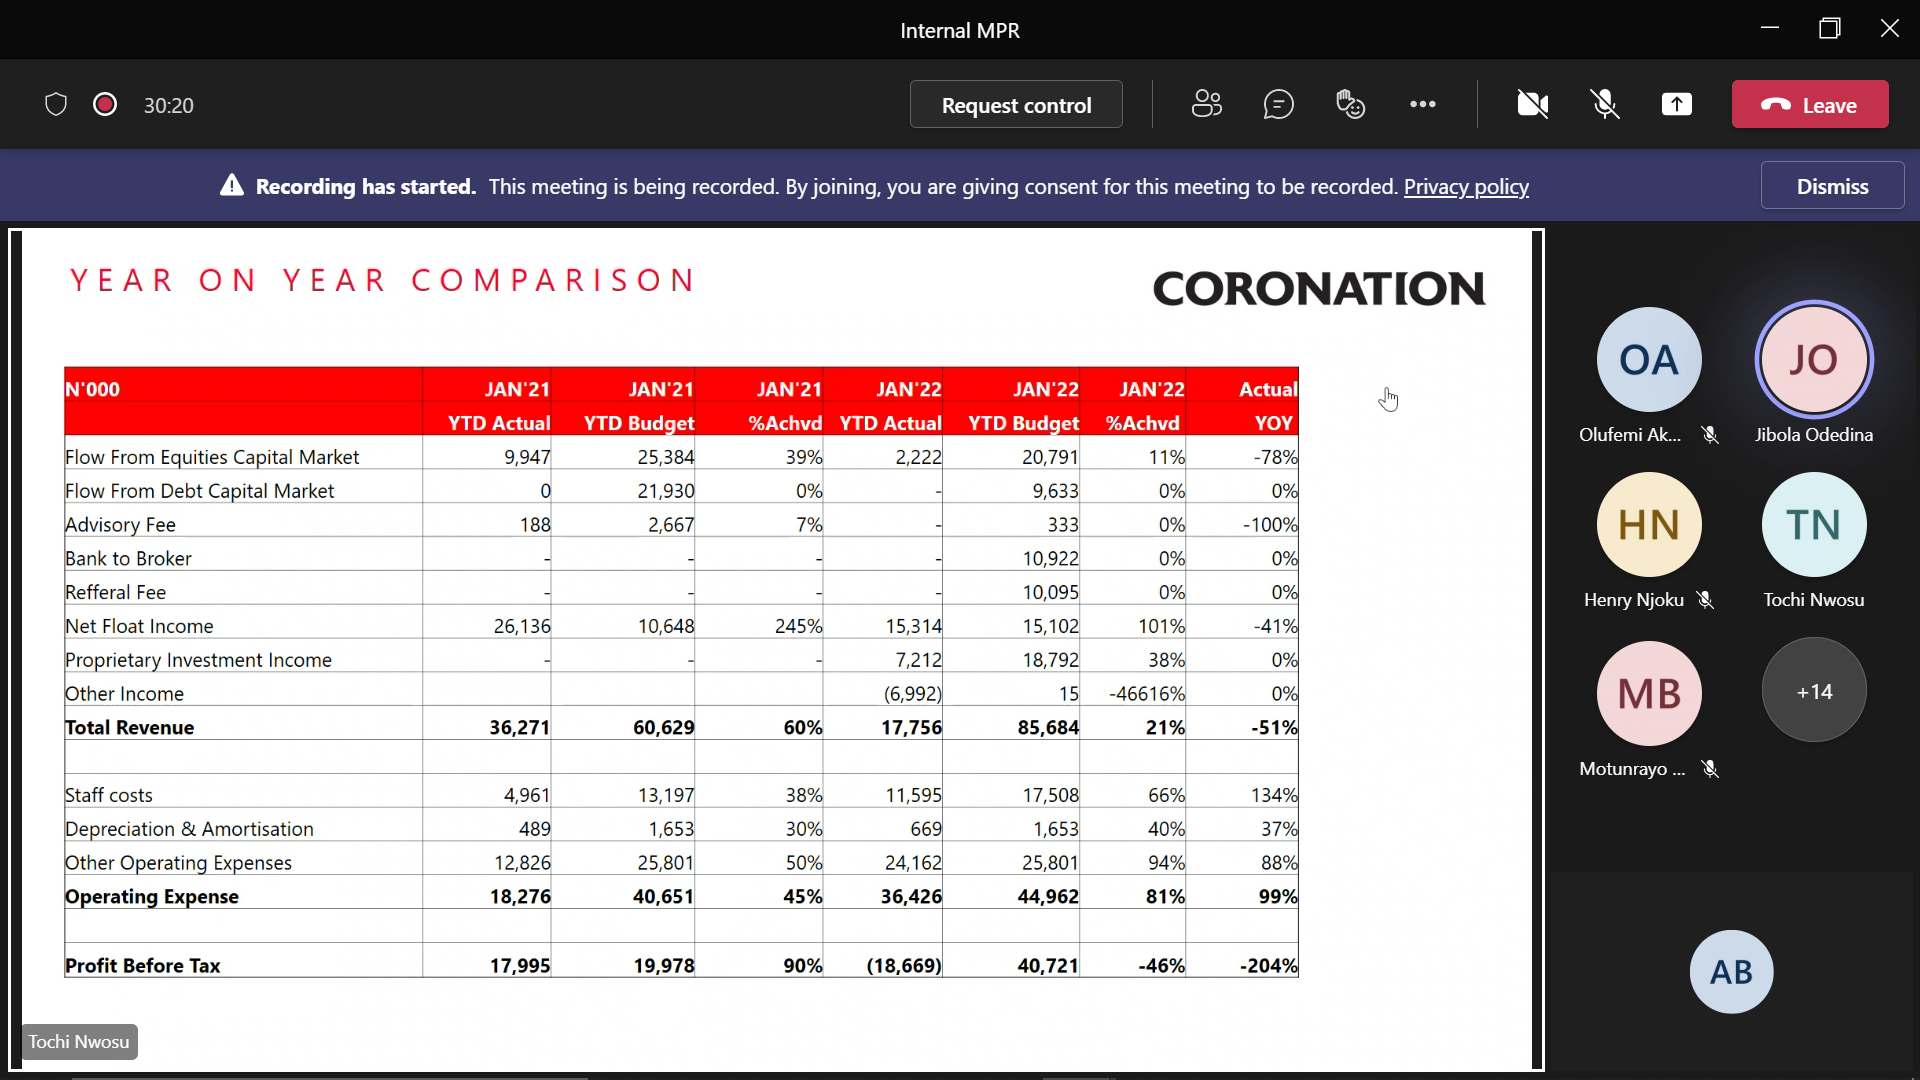 Internal MPR
30:20
Request control
Leave
Recording has started. This meeting is being recorded. By joining, you are giving consent for this meeting to be recorded. Privacy policy
Dismiss
YEAR ON YEAR COMPARISON
CORONATION
N'000 JAN'21 JAN'21 JAN'21 JAN'22 JAN'22 JAN'22 Actual
YTD Actual YTD Budget %Achvd YTD Actual YTD Budget %Achvd YOY
Flow From Equities Capital Market 9,947 25,384 39% 2,222 20,791 11% -78%
Flow From Debt Capital Market 0 21,930 0% - 9,633 0% 0%
Advisory Fee 188 2,667 7% - 333 0% -100%
Bank to Broker - - - - 10,922 0% 0%
Refferal Fee - - - - 10,095 0% 0%
Net Float Income 26,136 10,648 245% 15,314 15,102 101% -41%
Proprietary Investment Income - - - 7,212 18,792 38% 0%
Other Income (6,992) 15 -46616% 0%
Total Revenue 36,271 60,629 60% 17,756 85,684 21% -51%
Staff costs 4,961 13,197 38% 11,595 17,508 66% 134%
Depreciation & Amortisation 489 1,653 30% 669 1,653 40% 37%
Other Operating Expenses 12,826 25,801 50% 24,162 25,801 94% 88%
Operating Expense 18,276 40,651 45% 36,426 44,962 81% 99%
Profit Before Tax 17,995 19,978 90% (18,669) 40,721 -46% -204%
Tochi Nwosu
OA JO
Olufemi Ak... Jibola Odedina
HN TN
Henry Njoku Tochi Nwosu
MB +14
Motunrayo ...
AB